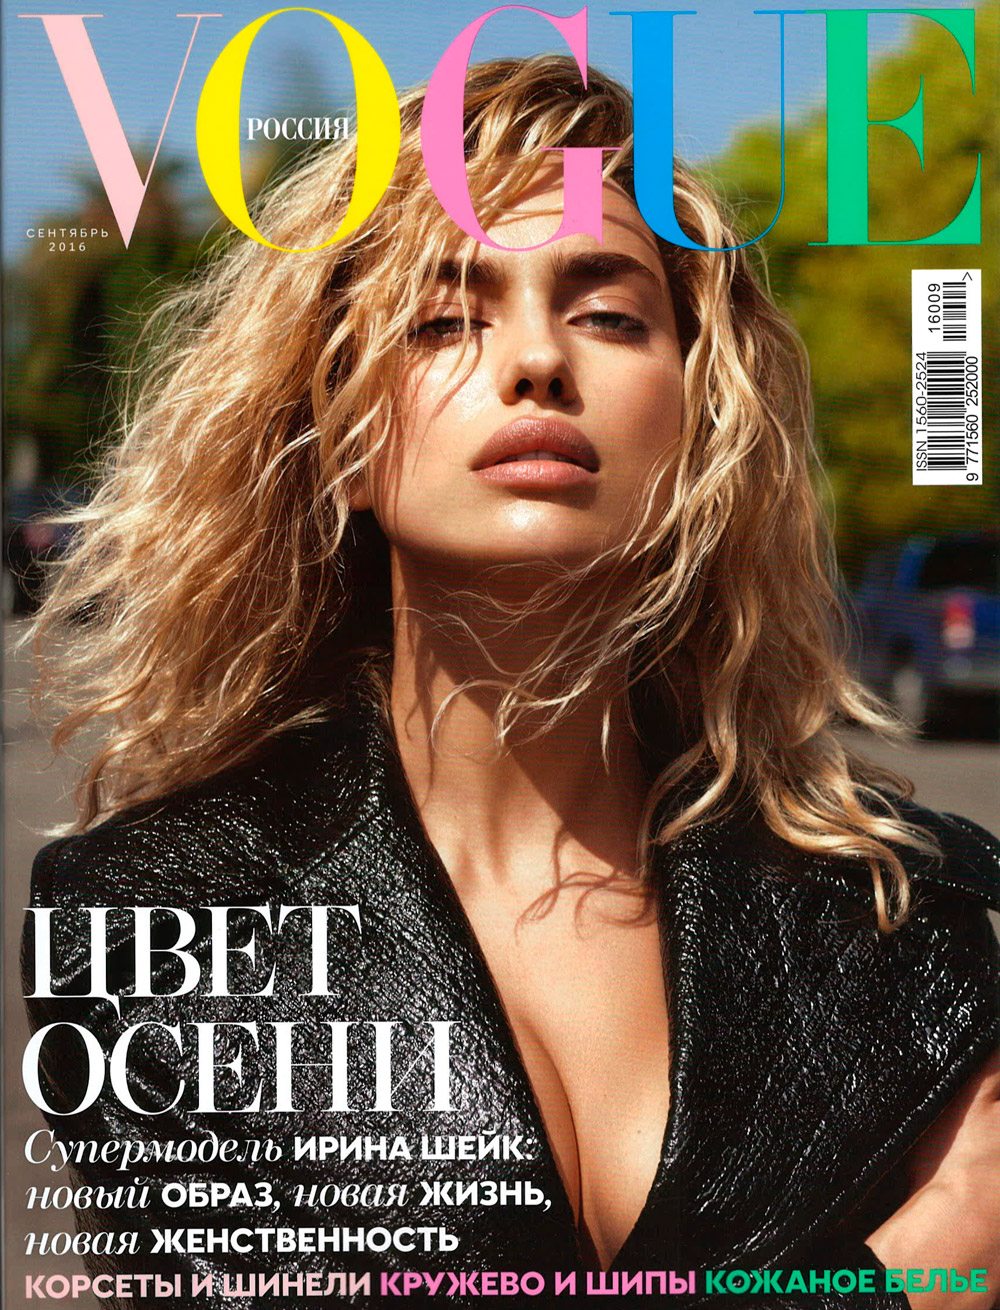 VOGUE
РОССИЯ
СЕНТЯБРЬ
2016
16009
ISSN 1560-2524
9 771560 252000
ЦВЕТ
ОСЕНИ
Супермодель ИРИНА ШЕЙК:
новый ОБРАЗ, новая ЖИЗНЬ,
новая ЖЕНСТВЕННОСТЬ
КОРСЕТЫ И ШИНЕЛИ КРУЖЕВО И ШИПЫ КОЖАНОЕ БЕЛЬЕ